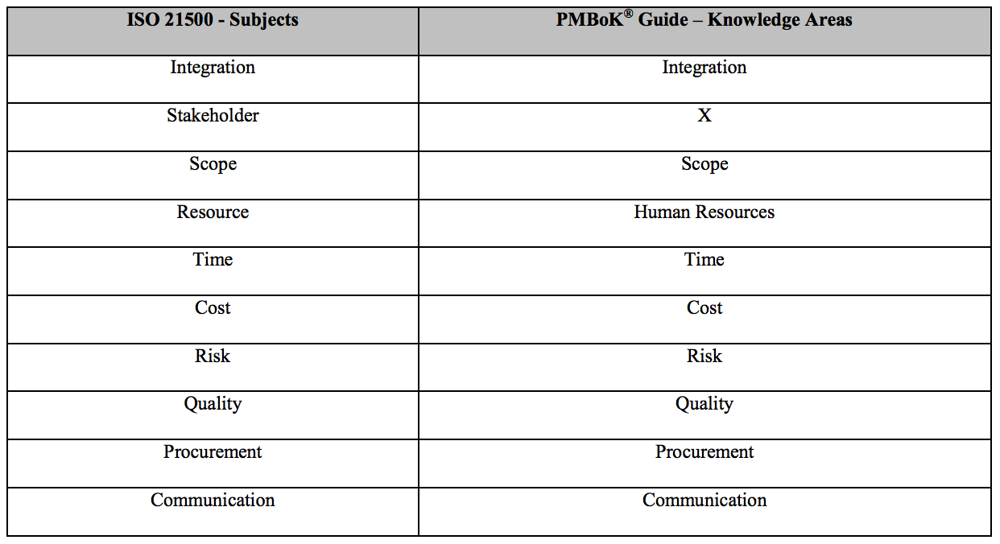 ISO 21500 - Subjects PMBoK® Guide – Knowledge Areas
Integration Integration
Stakeholder X
Scope Scope
Resource Human Resources
Time Time
Cost Cost
Risk Risk
Quality Quality
Procurement Procurement
Communication Communication